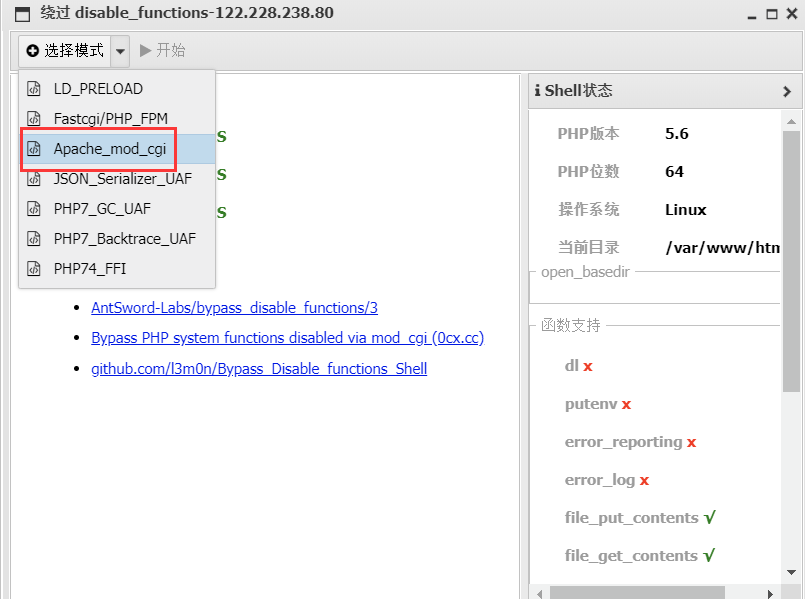 绕过 disable_functions-122.228.238.80
选择模式
开始
LD_PRELOAD
Fastcgi/PHP_FPM
Apache_mod_cgi
JSON_Serializer_UAF
PHP7_GC_UAF
PHP7_Backtrace_UAF
PHP74_FFI
s
s
s
AntSword-Labs/bypass_disable_functions/3
Bypass PHP system functions disabled via mod_cgi (0cx.cc)
github.com/l3m0n/Bypass_Disable_functions_Shell
Shell状态
PHP版本 5.6
PHP位数 64
操作系统 Linux
当前目录 /var/www/htm
open_basedir
函数支持
dl x
putenv x
error_reporting x
error_log x
file_put_contents √
file_get_contents √